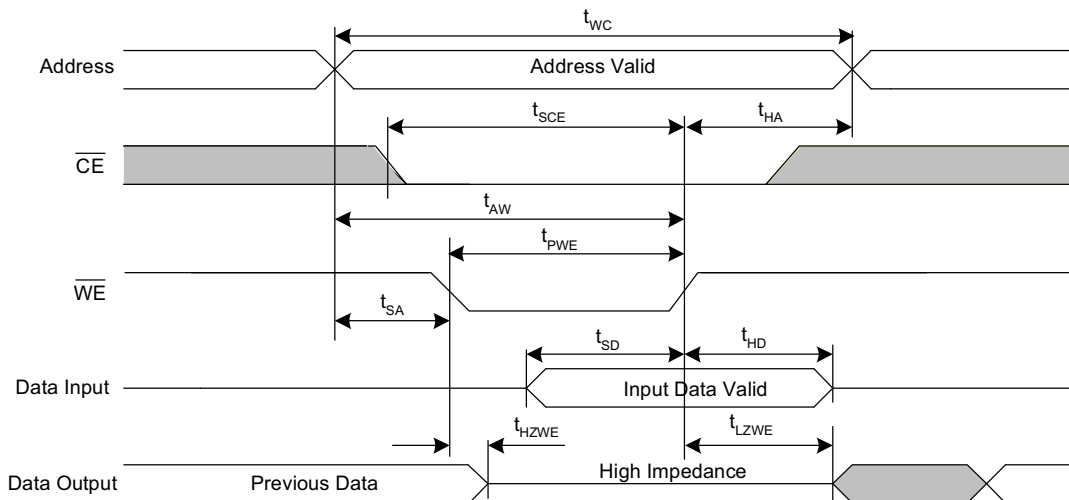 tWC
Address
Address Valid
tSCE
tHA
CE
tAW
tPWE
WE
tSA
tSD
tHD
Data Input
Input Data Valid
tHZWE
tLZWE
Data Output
Previous Data
High Impedance